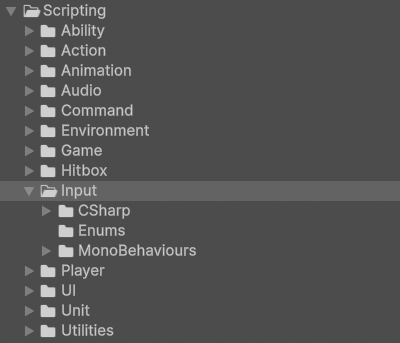 Scripting
Ability
Action
Animation
Audio
Command
Environment
Game
Hitbox
Input
CSharp
Enums
MonoBehaviours
Player
UI
Unit
Utilities